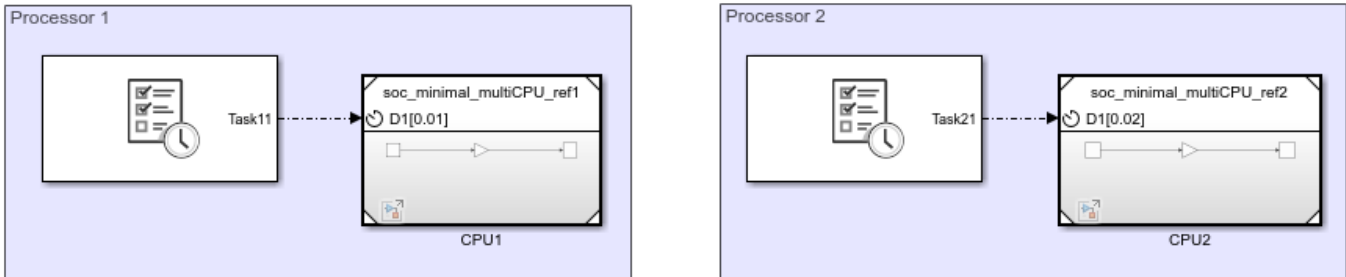 Processor 1
Task11
soc_minimal_multiCPU_ref1
D1[0.01]
CPU1
Processor 2
Task21
soc_minimal_multiCPU_ref2
D1[0.02]
CPU2